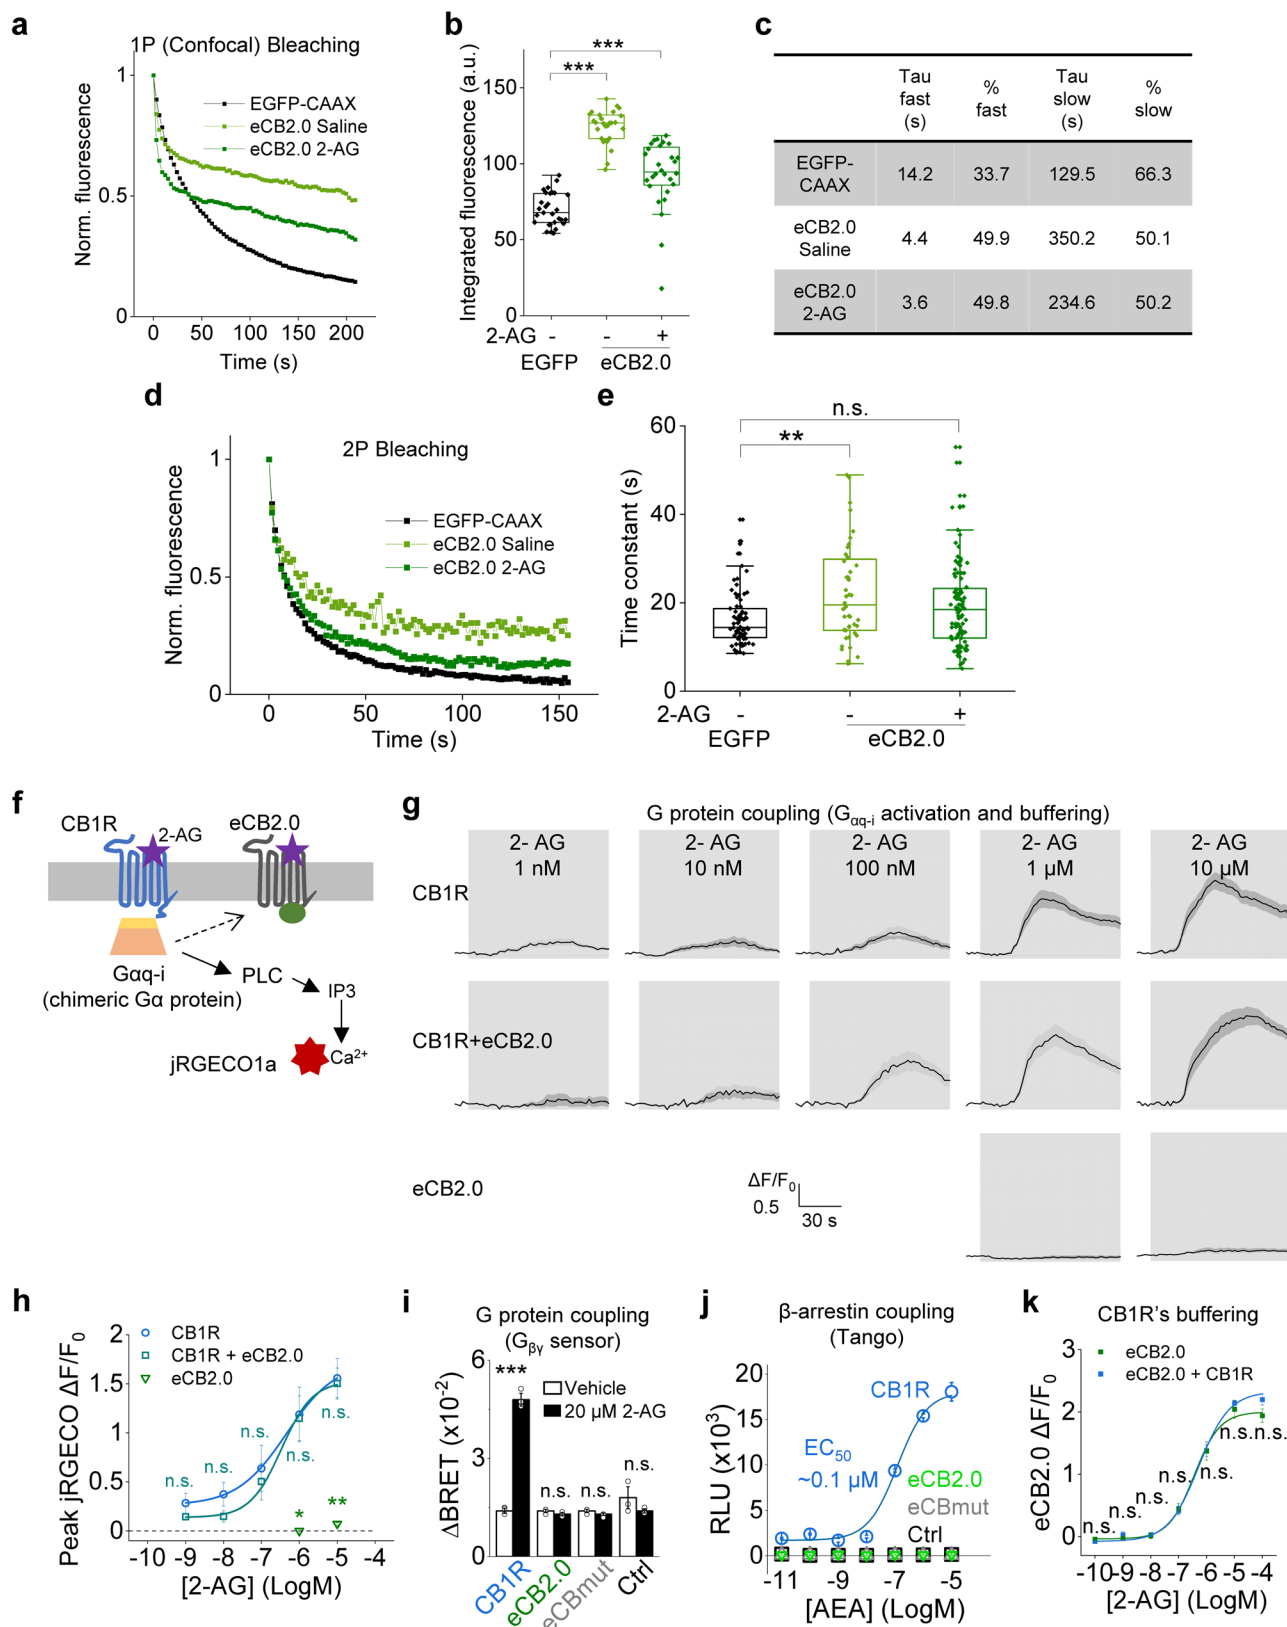 a
1P (Confocal) Bleaching
1
0.5
0
Norm. fluorescence
EGFP-CAAX
eCB2.0 Saline
eCB2.0 2-AG
0 50 100 150 200
Time (s)
b
Integrated fluorescence (a.u.)
150
100
50
0
***
***
2-AG - - +
EGFP eCB2.0
c
Tau fast (s) % fast Tau slow (s) % slow
EGFP-CAAX 14.2 33.7 129.5 66.3
eCB2.0 Saline 4.4 49.9 350.2 50.1
eCB2.0 2-AG 3.6 49.8 234.6 50.2
d
2P Bleaching
Norm. fluorescence
1
0.5
0
EGFP-CAAX
eCB2.0 Saline
eCB2.0 2-AG
0 50 100 150
Time (s)
e
Time constant (s)
60
40
20
0
n.s.
**
2-AG - - +
EGFP eCB2.0
f
CB1R
2-AG
eCB2.0
Gαq-i
(chimeric Gα protein)
PLC
IP3
Ca2+
jRGECO1a
g
G protein coupling (Gαq-i activation and buffering)
2- AG 1 nM
2- AG 10 nM
2- AG 100 nM
2- AG 1 µM
2- AG 10 µM
CB1R
CB1R+eCB2.0
eCB2.0
ΔF/F0
0.5
30 s
h
Peak jRGECO ΔF/F0
2
1.5
1
0.5
0
CB1R
CB1R + eCB2.0
eCB2.0
n.s.
n.s.
n.s.
n.s.
n.s.
*
**
-10 -9 -8 -7 -6 -5 -4
[2-AG] (LogM)
i
G protein coupling
(Gβγ sensor)
ΔBRET (x10-2)
6
3
0
***
Vehicle
20 µM 2-AG
n.s.
n.s.
n.s.
CB1R
eCB2.0
eCBmut
Ctrl
j
β-arrestin coupling
(Tango)
RLU (x103)
20
15
10
5
0
CB1R
EC50
~0.1 µM
eCB2.0
eCBmut
Ctrl
-11 -9 -7 -5
[AEA] (LogM)
k
CB1R's buffering
eCB2.0 ΔF/F0
3
2
1
0
eCB2.0
eCB2.0 + CB1R
n.s.
n.s.
n.s.
n.s.
n.s.
n.s.
n.s.
-10 -9 -8 -7 -6 -5 -4
[2-AG] (LogM)